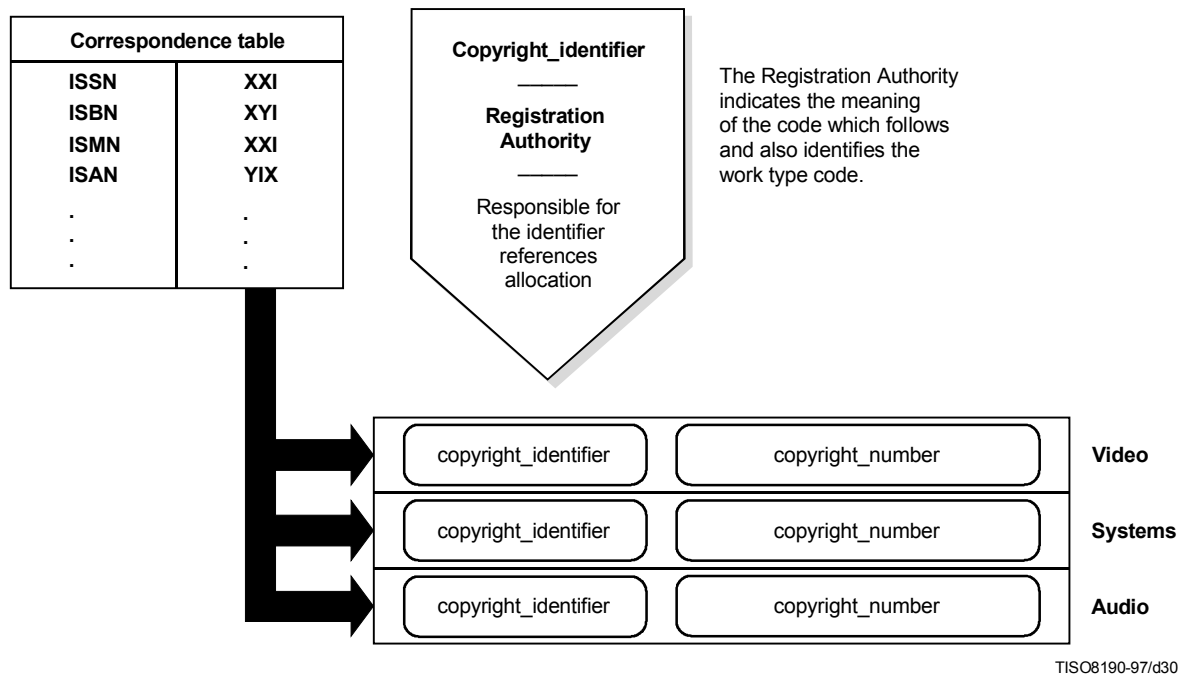 Correspondence table
ISSN XXI
ISBN XYI
ISMN XXI
ISAN YIX
. .
. .
. .
Copyright_identifier
_____
Registration
Authority
_____
Responsible for
the identifier
references
allocation
The Registration Authority
indicates the meaning
of the code which follows
and also identifies the
work type code.
copyright_identifier copyright_number Video
copyright_identifier copyright_number Systems
copyright_identifier copyright_number Audio
TISO8190-97/d30